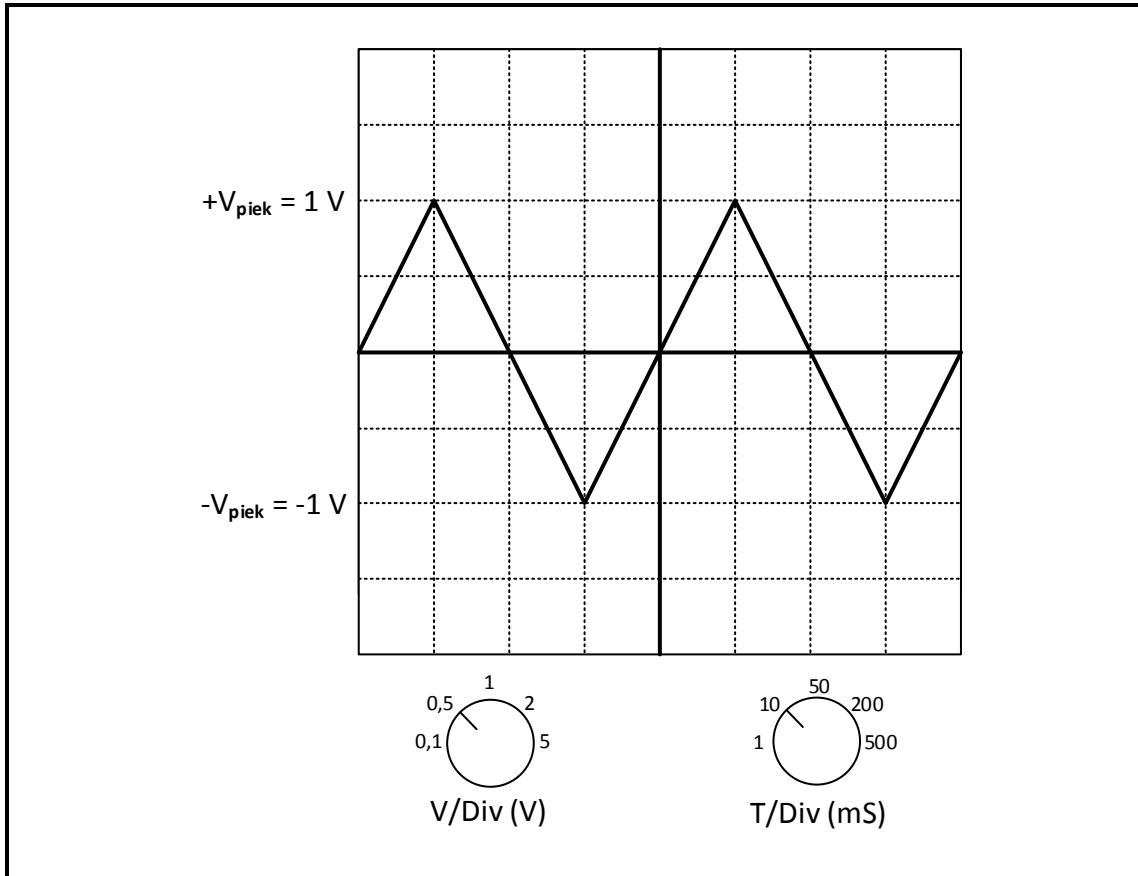 +Vpiek = 1 V
-Vpiek = -1 V
0,1 0,5 1 2 5
V/Div (V)
1 10 50 200 500
T/Div (mS)